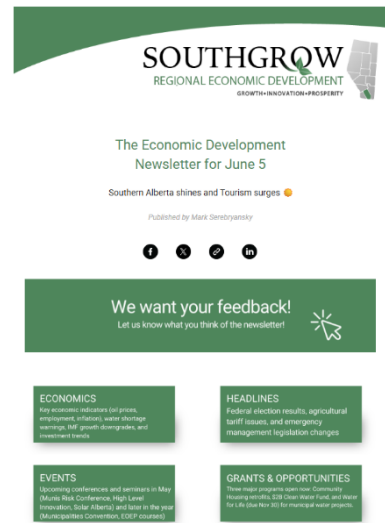 SOUTHGROW
REGIONAL ECONOMIC DEVELOPMENT
GROWTH•INNOVATION•PROSPERITY
The Economic Development
Newsletter for June 5
Southern Alberta shines and Tourism surges
Published by Mark Serebryansky
We want your feedback!
Let us know what you think of the newsletter!
ECONOMICS
Key economic indicators (oil prices,
employment, inflation), water shortage
warnings, IMF growth downgrades, and
investment trends
HEADLINES
Federal election results, agricultural
tariff issues, and emergency
management legislation changes
EVENTS
Upcoming conferences and seminars in May
(Munis Risk Conference, High Level
Innovation, Solar Alberta) and later in the year
(Municipalities Convention, EDEP courses)
GRANTS & OPPORTUNITIES
Three major programs open now: Community
Housing retrofits, $2B Clean Water Fund, and Water
for Life (due Nov 30) for municipal water projects.